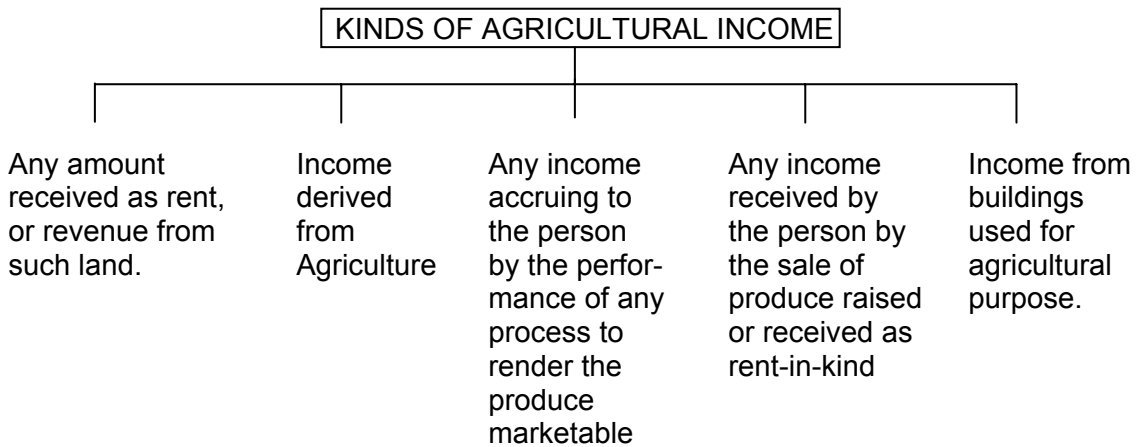 KINDS OF AGRICULTURAL INCOME
Any amount
received as rent,
or revenue from
such land.
Income
derived
from
Agriculture
Any income
accruing to
the person
by the perfor-
mance of any
process to
render the
produce
marketable
Any income
received by
the person by
the sale of
produce raised
or received as
rent-in-kind
Income from
buildings
used for
agricultural
purpose.